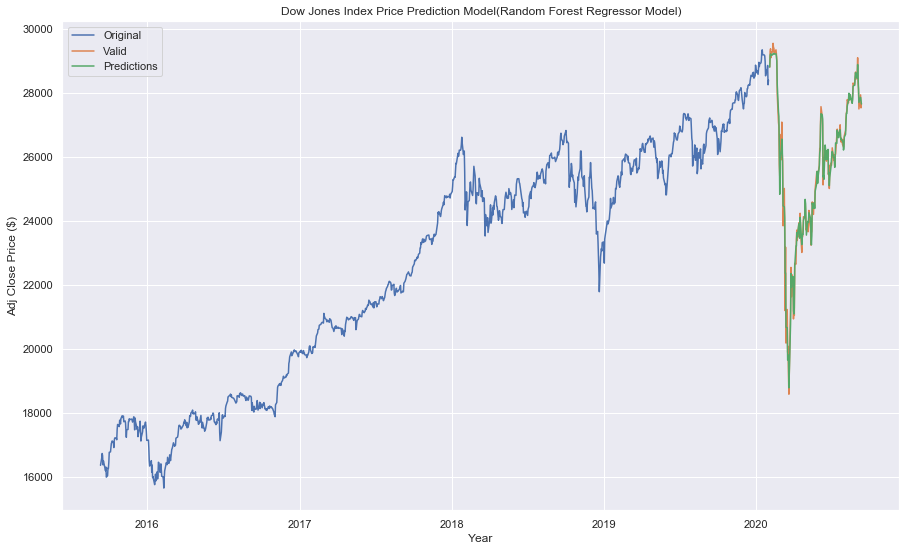 Dow Jones Index Price Prediction Model(Random Forest Regressor Model)
Original
Valid
Predictions
30000
28000
26000
24000
22000
20000
18000
16000
Adj Close Price ($)
2016
2017
2018
2019
2020
Year